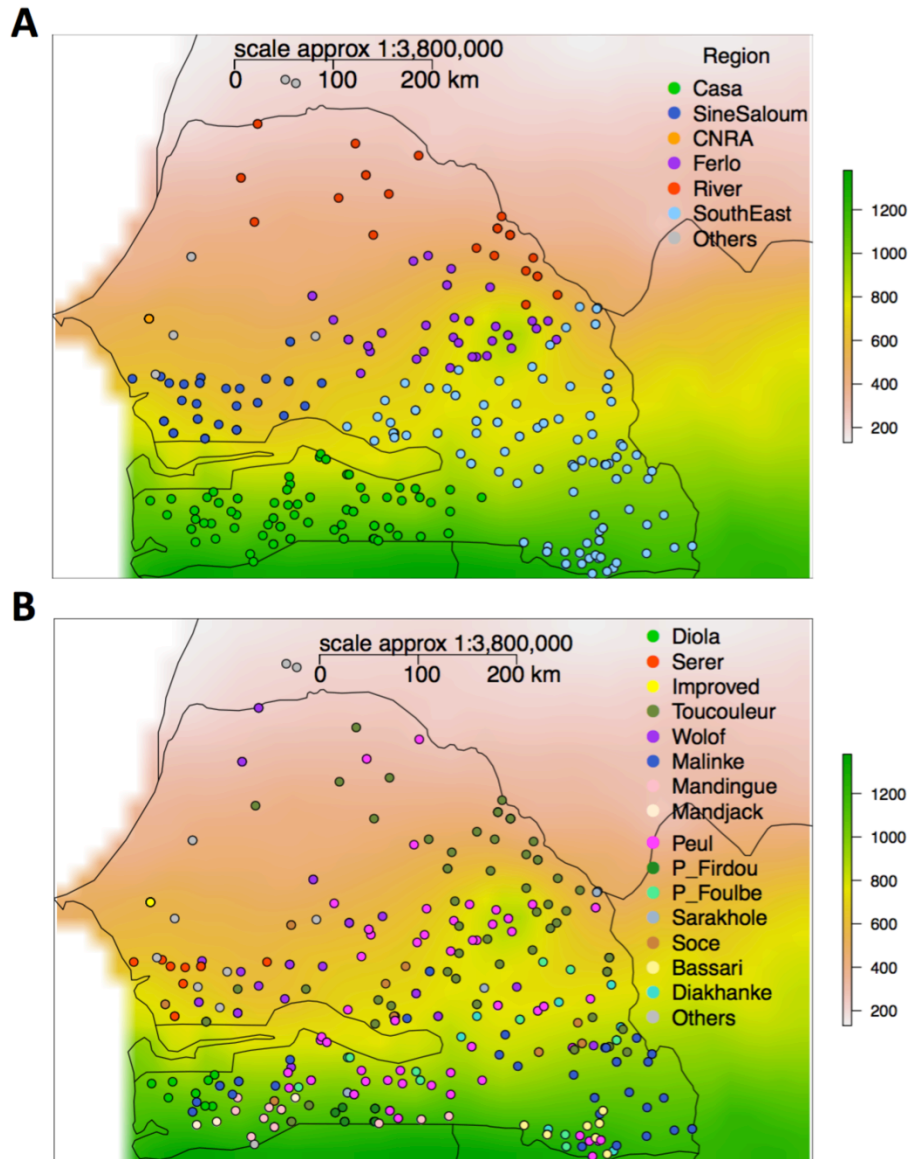 A
scale approx 1:3,800,000
0 100 200 km
Region
Casa
SineSaloum
CNRA
Ferlo
River
SouthEast
Others
1200
1000
800
600
400
200
B
scale approx 1:3,800,000
0 100 200 km
Diola
Serer
Improved
Toucouleur
Wolof
Malinke
Mandingue
Mandjack
Peul
P_Firdou
P_Foulbe
Sarakhole
Soce
Bassari
Diakhanke
Others
1200
1000
800
600
400
200